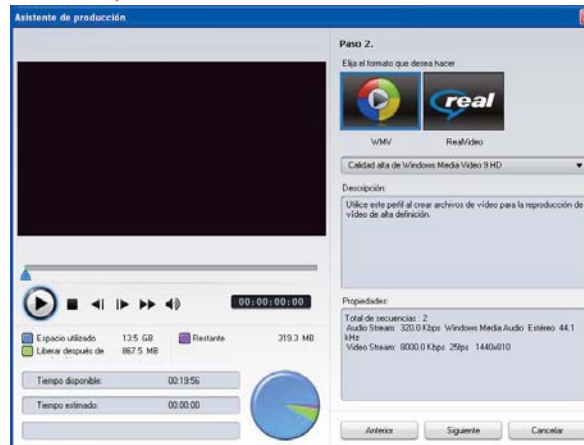 Asistente de producción
Paso 2.
Elija el formato que desea hacer
real
WMV
RealVideo
Calidad alta de Windows Media Video 9 HD
Descripción:
Utilice este perfil al crear archivos de vídeo para la reproducción de
vídeo de alta definición.
00:00:00:00
Espacio utilizado 13.5 GB
Restante 319.3 MB
Liberar después de 867.5 MB
Tiempo disponible: 00:19:56
Tiempo estimado: 00:00:00
Propiedades:
Total de secuencias : 2
Audio Stream: 320.0 Kbps Windows Media Audio Estéreo 44.1
kHz
Video Stream: 8000.0 Kbps 25fps 1440x810
Anterior
Siguiente
Cancelar